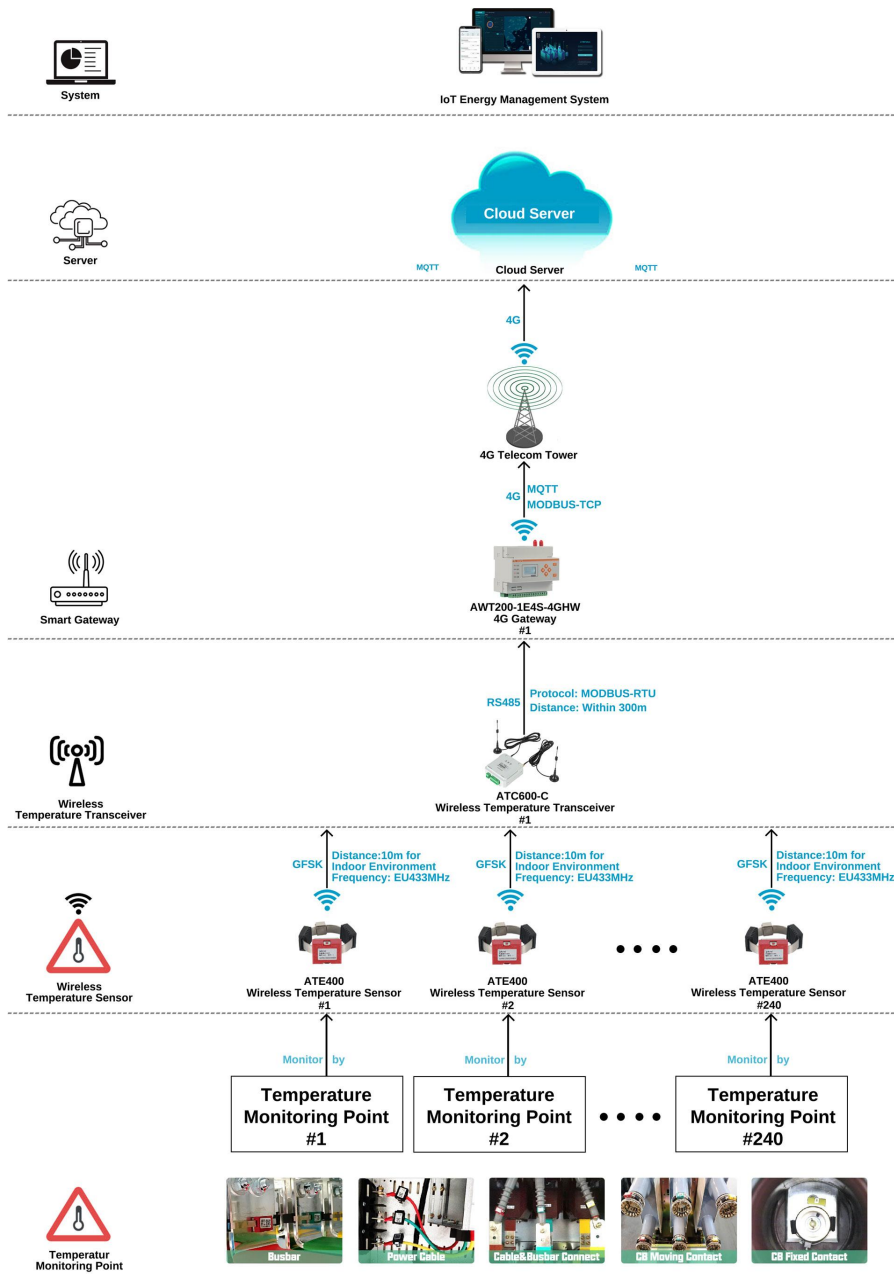 System
IoT Energy Management System
Cloud Server
Server
MQTT
Cloud Server
MQTT
4G
4G Telecom Tower
4G
MQTT
MODBUS-TCP
Smart Gateway
AWT200-1E4S-4GHW
4G Gateway
#1
RS485
Protocol: MODBUS-RTU
Distance: Within 300m
Wireless
Temperature Transceiver
ATC600-C
Wireless Temperature Transceiver
#1
GFSK
Distance:10m for
Indoor Environment
Frequency: EU433MHz
GFSK
Distance:10m for
Indoor Environment
Frequency: EU433MHz
GFSK
Distance:10m for
Indoor Environment
Frequency: EU433MHz
Wireless
Temperature Sensor
ATE400
Wireless Temperature Sensor
#1
ATE400
Wireless Temperature Sensor
#2
ATE400
Wireless Temperature Sensor
#240
Monitor by
Monitor by
Monitor by
Temperature
Monitoring Point
#1
Temperature
Monitoring Point
#2
Temperature
Monitoring Point
#240
Temperatur
Monitoring Point
Busbar
Power Cable
Cable&Busbar Connect
CB Moving Contact
CB Fixed Contact